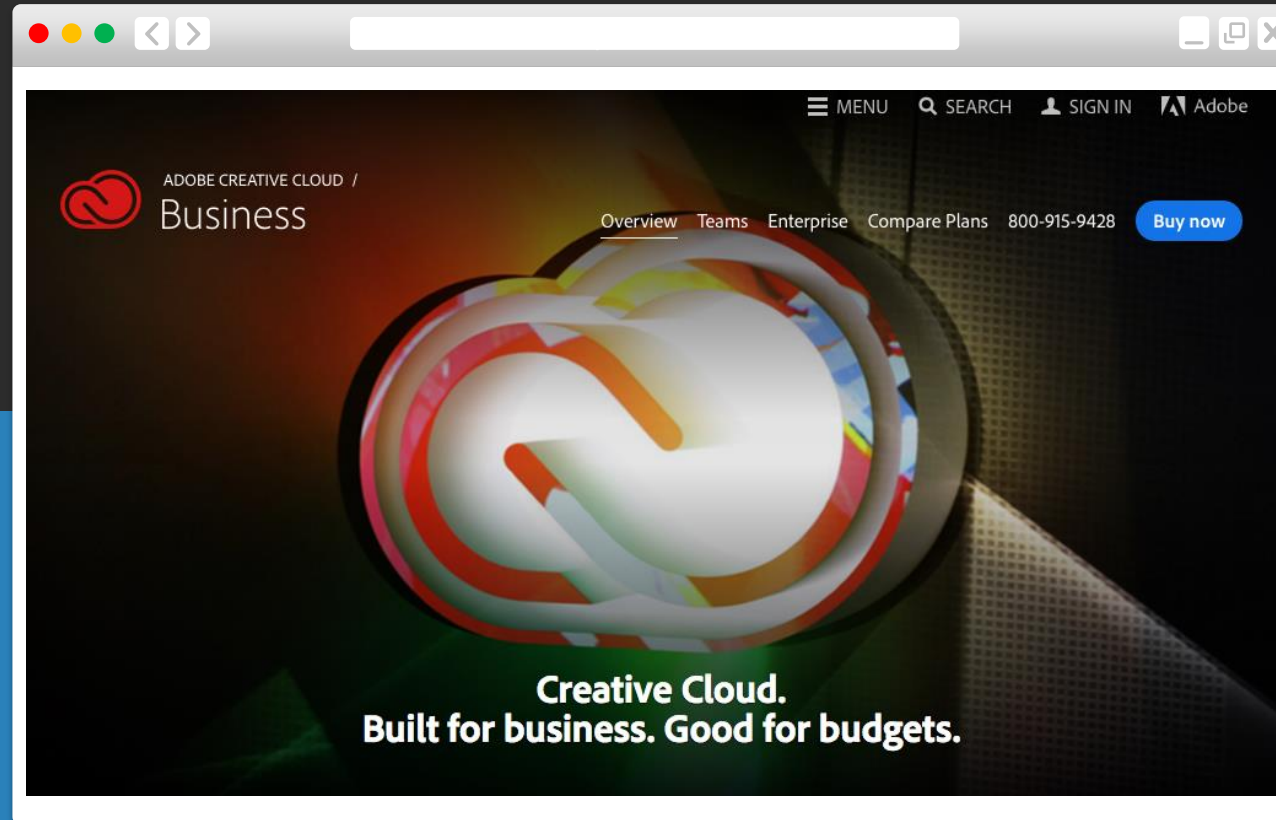 MENU SEARCH SIGN IN Adobe
ADOBE CREATIVE CLOUD /
Business
Overview Teams Enterprise Compare Plans 800-915-9428 Buy now
Creative Cloud.
Built for business. Good for budgets.